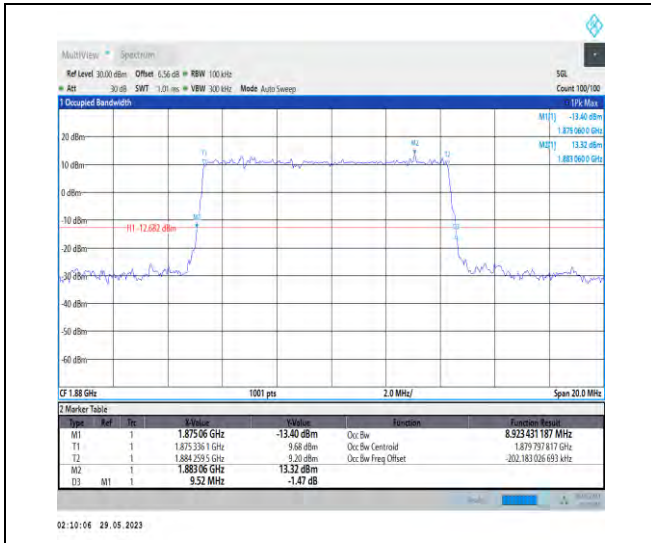 MultiView Spectrum
Ref Level 30.00 dBm Offset 6.56 dB RBW 100 kHz SGL
Att 30 dB SWT 1.01 ms VBW 300 kHz Mode Auto Sweep Count 100/100
1 Occupied Bandwidth 1Pk Max
M1[1] -13.40 dBm
1.875 060 0 GHz
M2[1] 13.32 dBm
1.883 060 0 GHz
20 dBm
M2
T1 T2
10 dBm
0 dBm
-10 dBm
M1
H1 -12.682 dBm
-20 dBm
-30 dBm
-40 dBm
-50 dBm
-60 dBm
CF 1.88 GHz 1001 pts 2.0 MHz/ Span 20.0 MHz
2 Marker Table
Type Ref Trc X-Value Y-Value Function Function Result
M1 1 1.875 06 GHz -13.40 dBm Occ Bw 8.923 431 187 MHz
T1 1 1.875 336 1 GHz 9.68 dBm Occ Bw Centroid 1.879 797 817 GHz
T2 1 1.884 259 5 GHz 9.20 dBm Occ Bw Freq Offset -202.183 026 693 kHz
M2 1 1.883 06 GHz 13.32 dBm
D3 M1 1 9.52 MHz -1.47 dB
02:10:06 29.05.2023